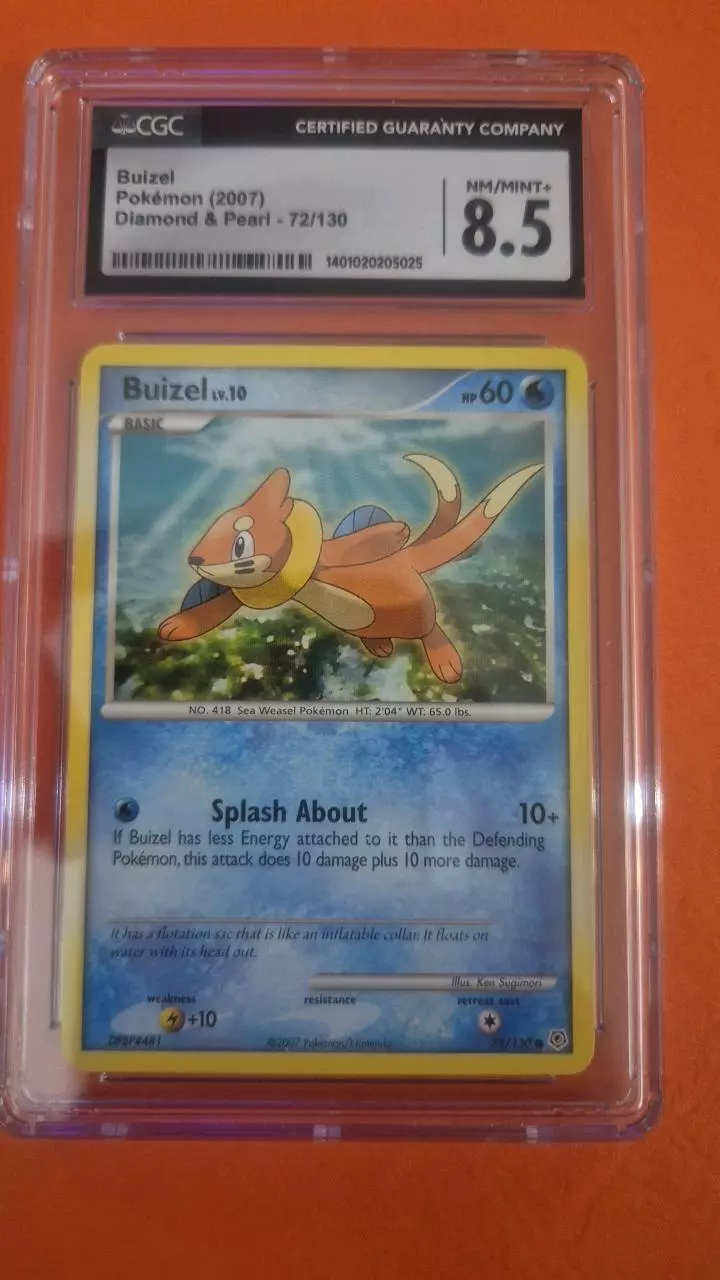 CGC CERTIFIED GUARANTY COMPANY
Buizel
Pokémon (2007)
Diamond & Pearl - 72/130
NM/MINT+
8.5
1401020205025
Buizel LV.10 HP 60
BASIC
NO. 418 Sea Weasel Pokémon HT: 2'04" WT: 65.0 lbs.
Splash About 10+
If Buizel has less Energy attached to it than the Defending
Pokémon, this attack does 10 damage plus 10 more damage.
It has a flotation sac that is like an inflatable collar. It floats on
water with its head out.
Illus. Ken Sugimori
weakness resistance retreat cost
+10
DPBP#481 ©2007 Pokémon/Nintendo 72/130